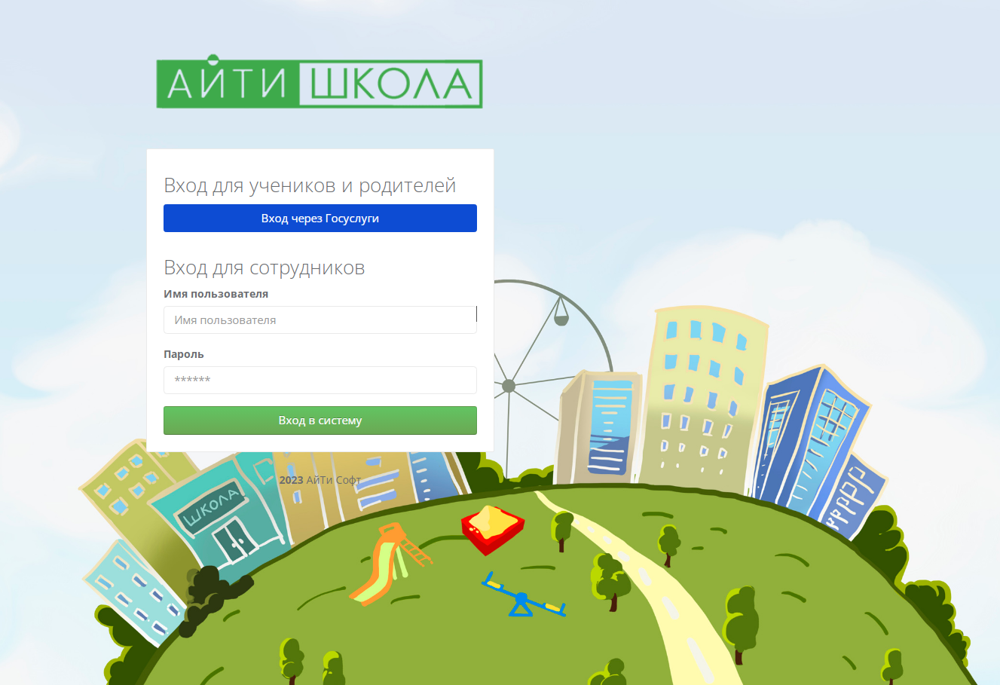 АЙТИ ШКОЛА
Вход для учеников и родителей
Вход через Госуслуги
Вход для сотрудников
Имя пользователя
Имя пользователя
Пароль
******
Вход в систему
2023 АйТи Софт
ШКОЛА